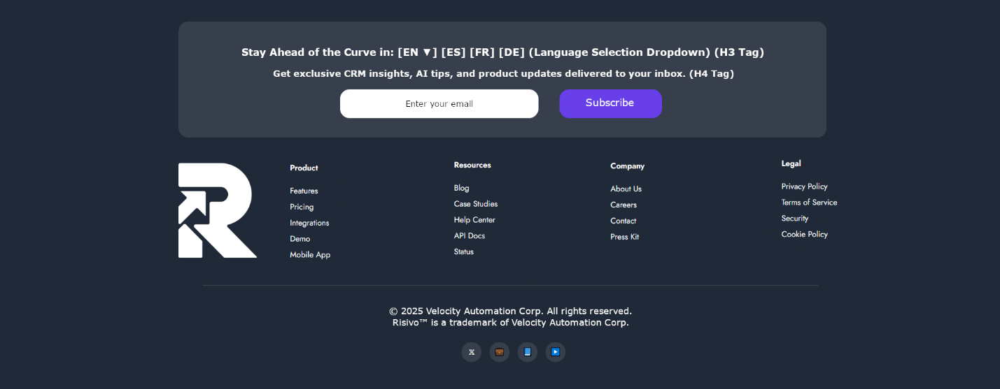 Stay Ahead of the Curve in: [EN ▼] [ES] [FR] [DE] (Language Selection Dropdown) (H3 Tag)
Get exclusive CRM insights, AI tips, and product updates delivered to your inbox. (H4 Tag)
Enter your email
Subscribe
Product
Features
Pricing
Integrations
Demo
Mobile App
Resources
Blog
Case Studies
Help Center
API Docs
Status
Company
About Us
Careers
Contact
Press Kit
Legal
Privacy Policy
Terms of Service
Security
Cookie Policy
© 2025 Velocity Automation Corp. All rights reserved.
Risivo™ is a trademark of Velocity Automation Corp.
𝕏